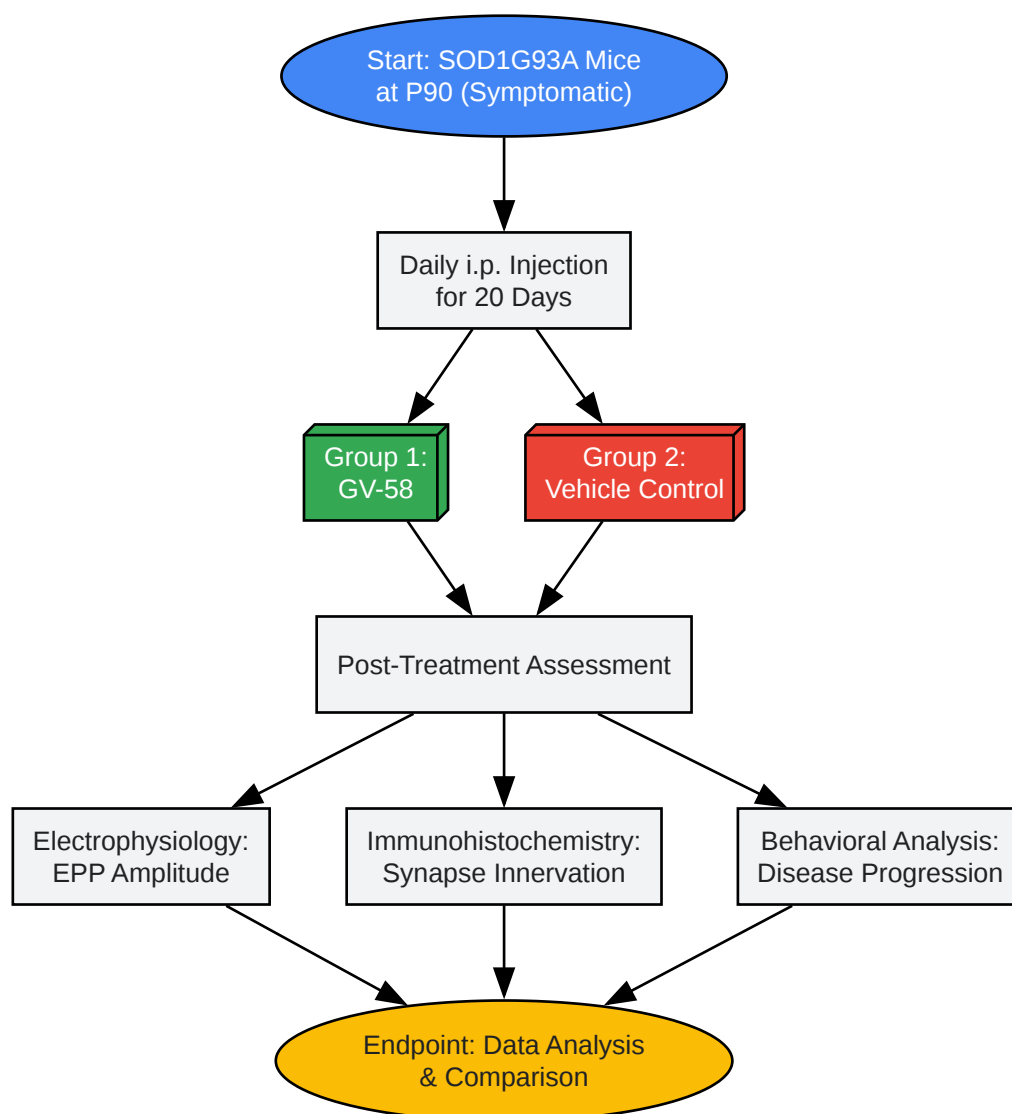 Start: SOD1G93A Mice
at P90 (Symptomatic)
Daily i.p. Injection
for 20 Days
Group 1:
GV-58
Group 2:
Vehicle Control
Post-Treatment Assessment
Electrophysiology:
EPP Amplitude
Immunohistochemistry:
Synapse Innervation
Behavioral Analysis:
Disease Progression
Endpoint: Data Analysis
& Comparison